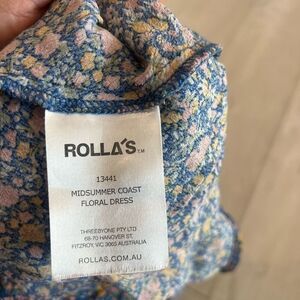 ROLLA'S TM
13441
MIDSUMMER COAST
FLORAL DRESS
THREEBYONE PTY LTD
68-70 HANOVER ST.
FITZROY, VIC 3065 AUSTRALIA
ROLLAS.COM.AU